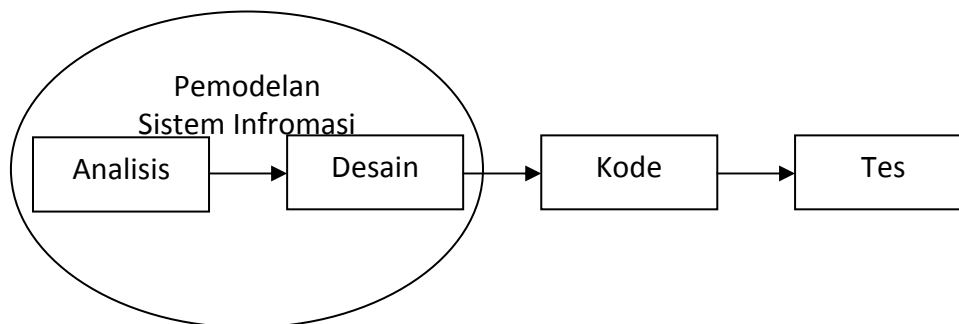 Pemodelan
Sistem Infromasi
Analisis
Desain
Kode
Tes